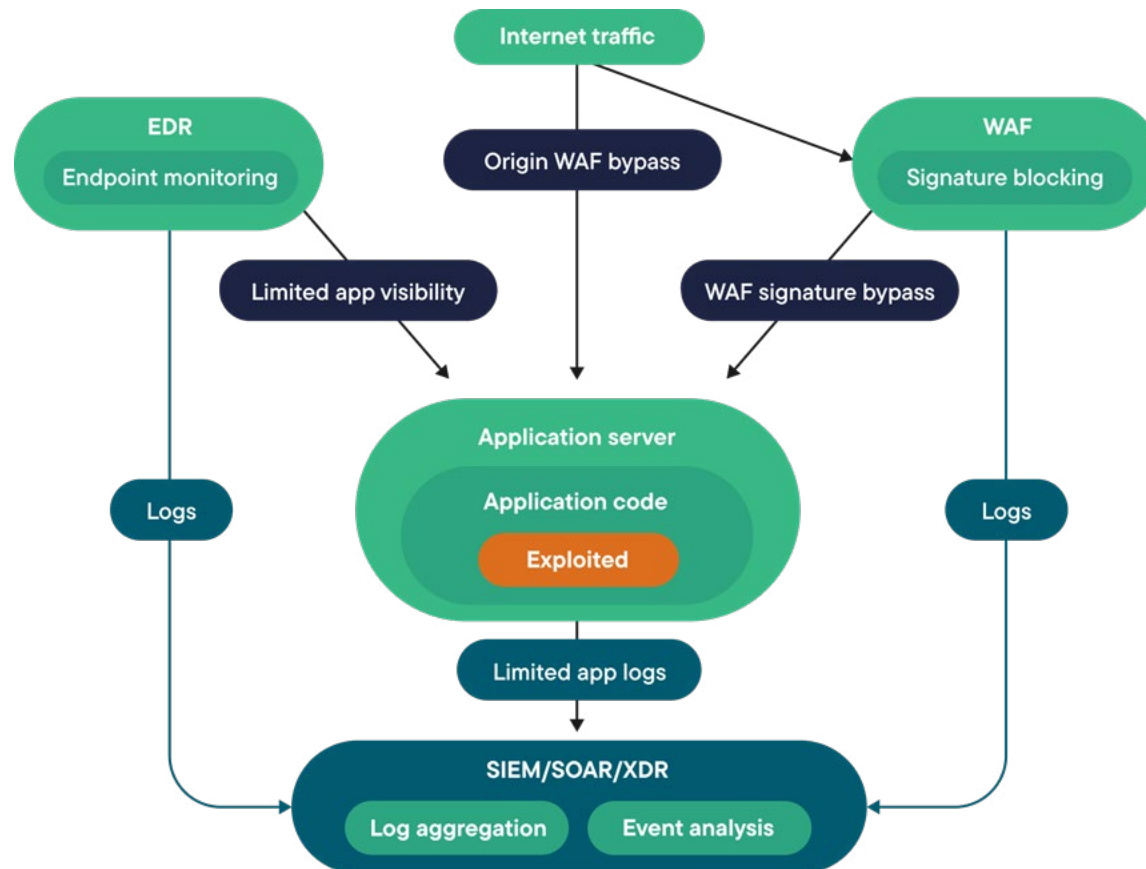 Internet traffic
EDR
Endpoint monitoring
Origin WAF bypass
WAF
Signature blocking
Limited app visibility
WAF signature bypass
Application server
Application code
Exploited
Logs
Logs
Limited app logs
SIEM/SOAR/XDR
Log aggregation
Event analysis